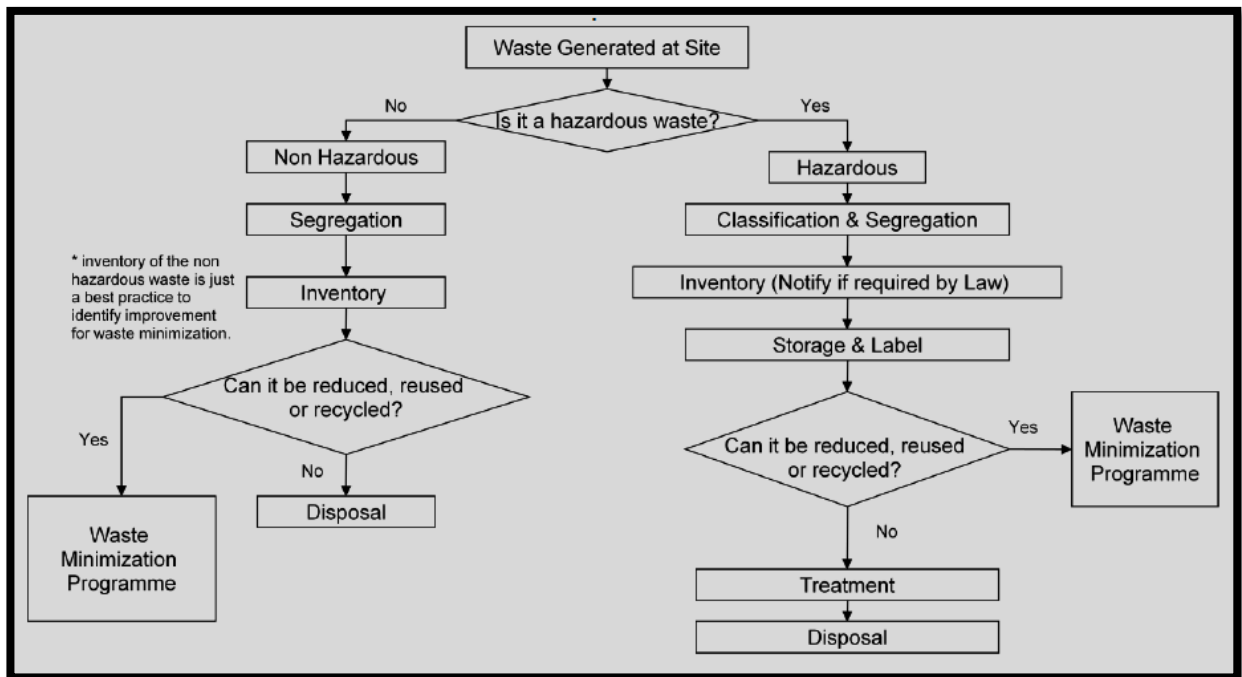 Waste Generated at Site
Is it a hazardous waste?
No
Yes
Non Hazardous
Hazardous
Segregation
Classification & Segregation
* inventory of the non
hazardous waste is just
a best practice to
identify improvement
for waste minimization.
Inventory
Inventory (Notify if required by Law)
Storage & Label
Can it be reduced, reused
or recycled?
Yes
No
Waste
Minimization
Programme
Disposal
Can it be reduced, reused
or recycled?
Yes
Waste
Minimization
Programme
No
Treatment
Disposal